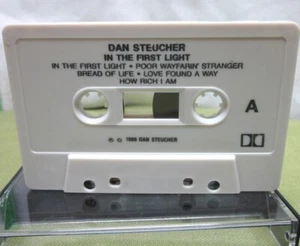 DAN STEUCHER
IN THE FIRST LIGHT
IN THE FIRST LIGHT • POOR WAYFARIN' STRANGER
BREAD OF LIFE • LOVE FOUND A WAY
HOW RICH I AM
A
℗ © DAN STEUCHER